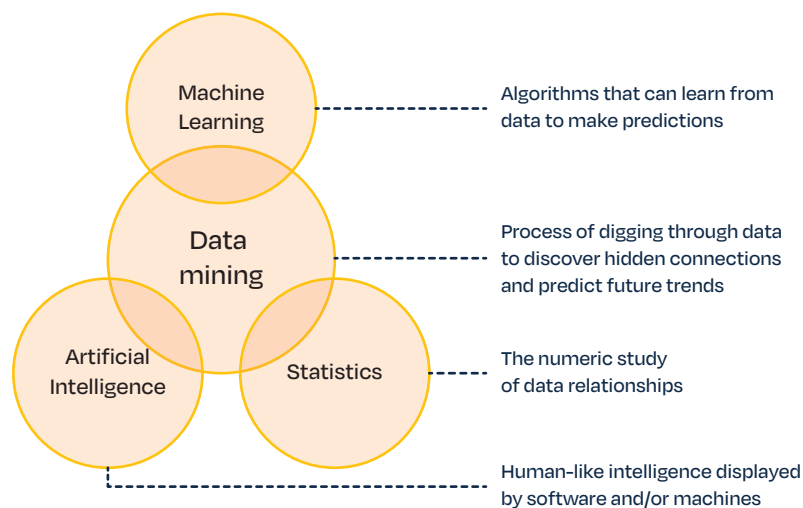 Machine
Learning
Algorithms that can learn from
data to make predictions
Data
mining
Process of digging through data
to discover hidden connections
and predict future trends
Artificial
Intelligence
Statistics
The numeric study
of data relationships
Human-like intelligence displayed
by software and/or machines